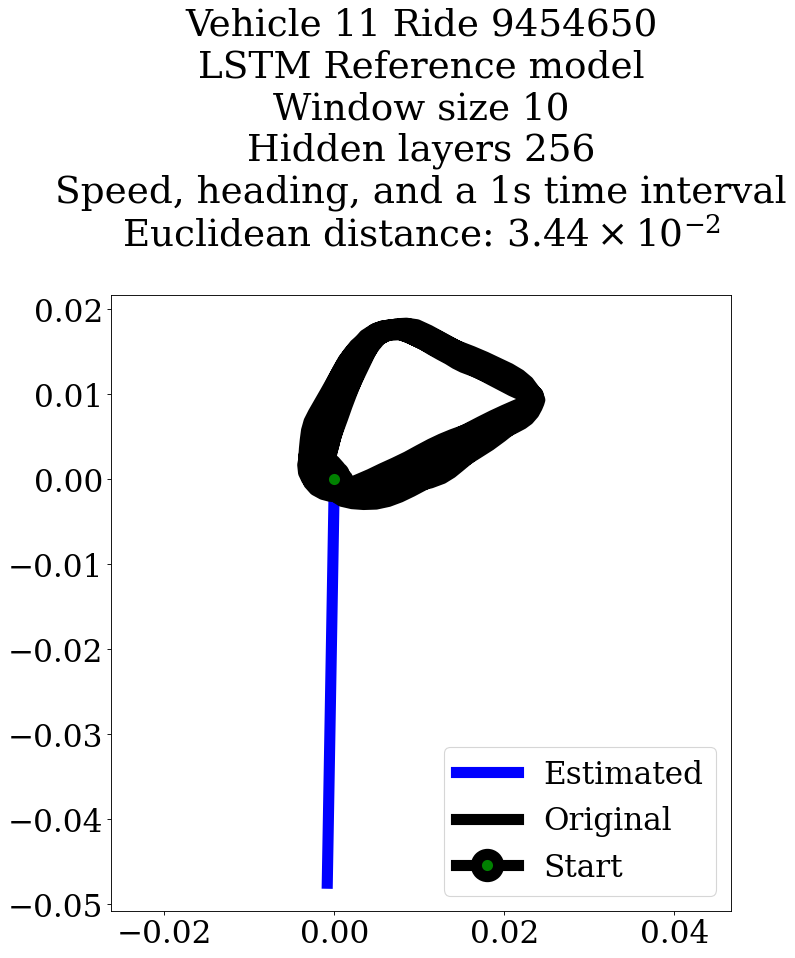 Vehicle 11 Ride 9454650
LSTM Reference model
Window size 10
Hidden layers 256
Speed, heading, and a 1s time interval
Euclidean distance: 3.44 × 10⁻²
0.02
0.01
0.00
−0.01
−0.02
−0.03
−0.04
−0.05
Estimated
Original
Start
−0.02 0.00 0.02 0.04